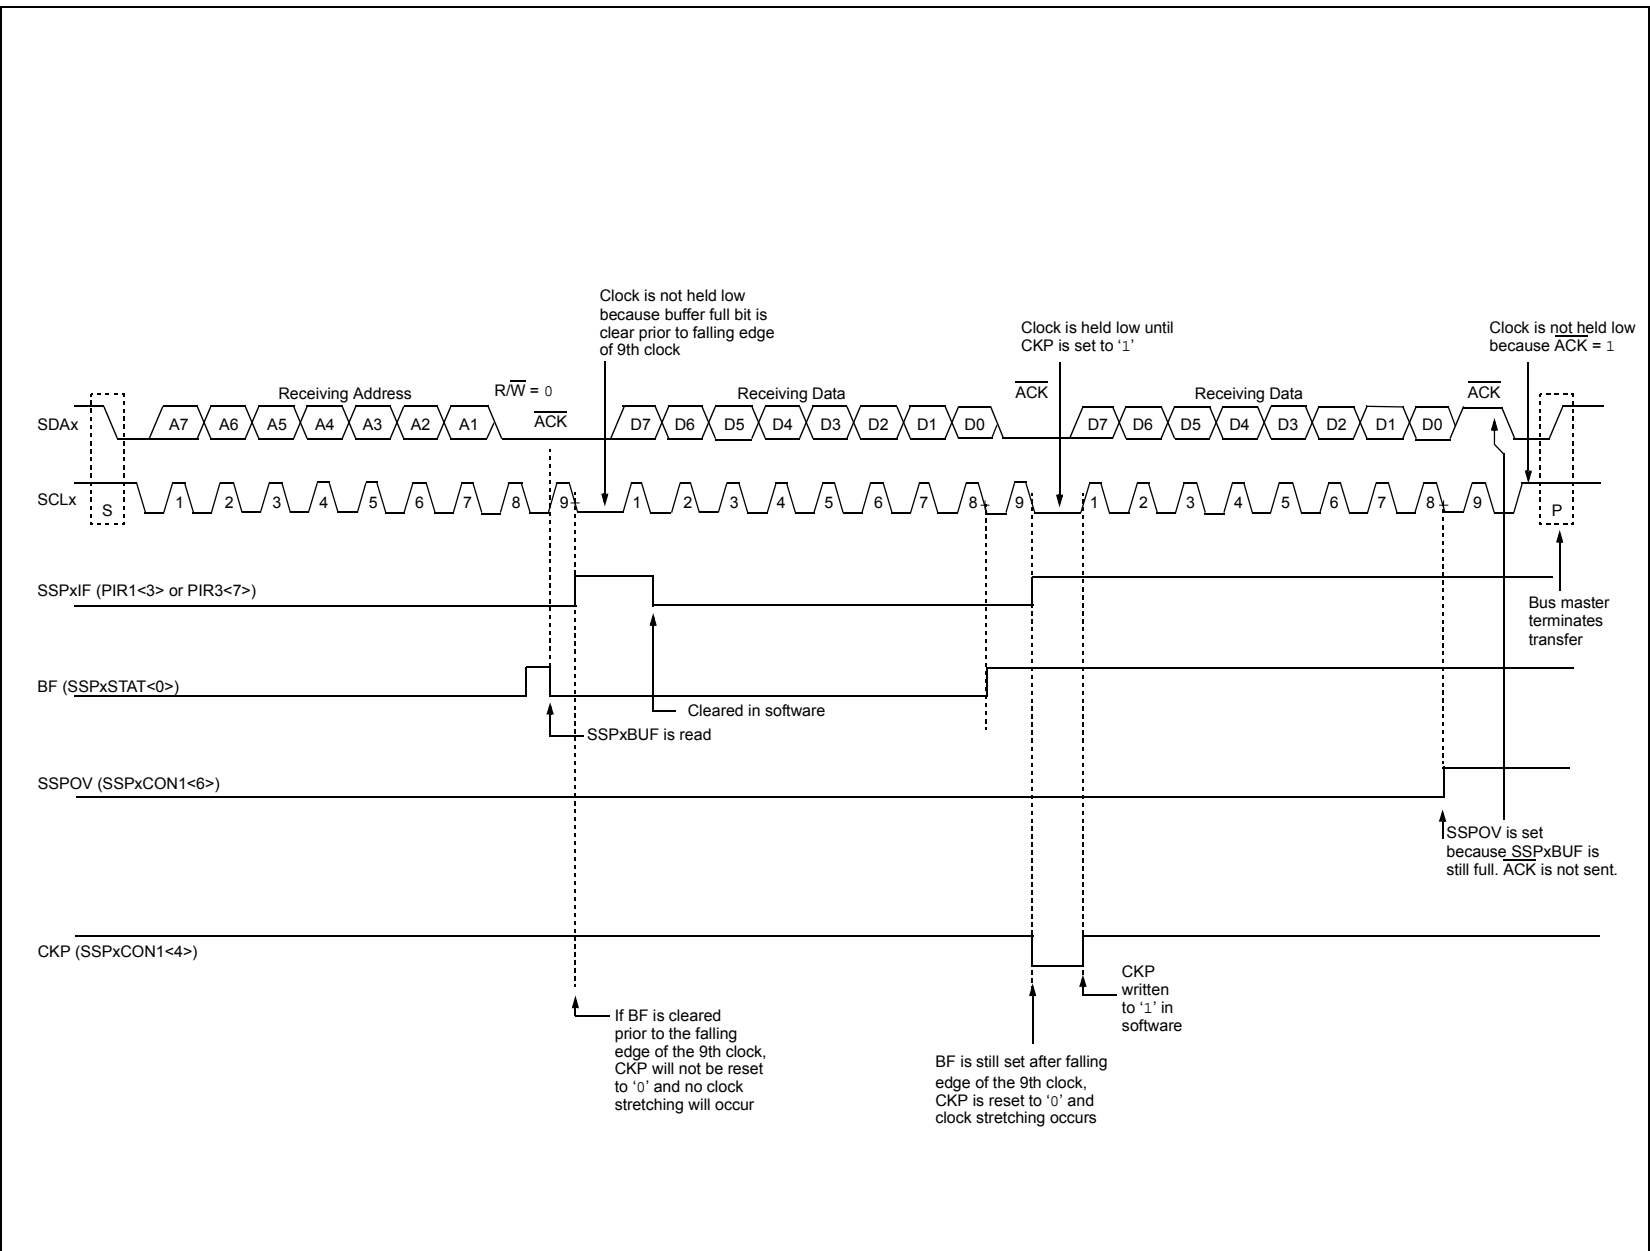 Clock is not held low
because buffer full bit is
clear prior to falling edge
of 9th clock
Clock is held low until
CKP is set to ‘1’
Clock is not held low
because ACK = 1
Receiving Address
R/W = 0
ACK
Receiving Data
ACK
Receiving Data
ACK
SDAx
A7 A6 A5 A4 A3 A2 A1
D7 D6 D5 D4 D3 D2 D1 D0
D7 D6 D5 D4 D3 D2 D1 D0
SCLx
S
1 2 3 4 5 6 7 8 9
1 2 3 4 5 6 7 8 9
1 2 3 4 5 6 7 8 9
P
SSPxIF (PIR1<3> or PIR3<7>)
Bus master
terminates
transfer
BF (SSPxSTAT<0>)
Cleared in software
SSPxBUF is read
SSPOV (SSPxCON1<6>)
SSPOV is set
because SSPxBUF is
still full. ACK is not sent.
CKP (SSPxCON1<4>)
CKP
written
to ‘1’ in
software
If BF is cleared
prior to the falling
edge of the 9th clock,
CKP will not be reset
to ‘0’ and no clock
stretching will occur
BF is still set after falling
edge of the 9th clock,
CKP is reset to ‘0’ and
clock stretching occurs